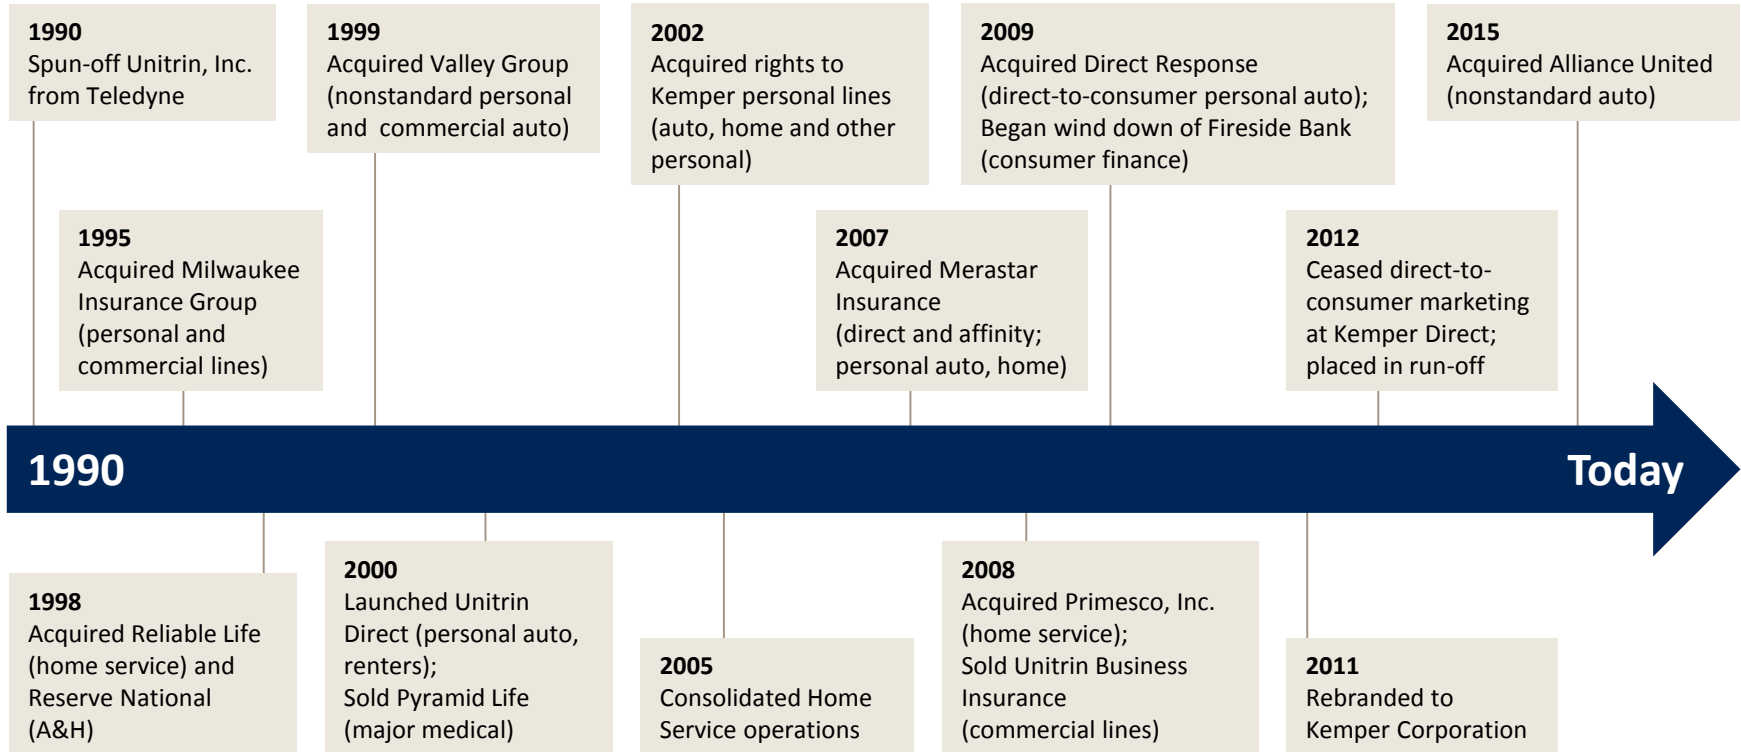 1990
Spun-off Unitrin, Inc.
from Teledyne
1999
Acquired Valley Group
(nonstandard personal
and commercial auto)
2002
Acquired rights to
Kemper personal lines
(auto, home and other
personal)
2009
Acquired Direct Response
(direct-to-consumer personal auto);
Began wind down of Fireside Bank
(consumer finance)
2015
Acquired Alliance United
(nonstandard auto)
1995
Acquired Milwaukee
Insurance Group
(personal and
commercial lines)
2007
Acquired Merastar
Insurance
(direct and affinity;
personal auto, home)
2012
Ceased direct-to-
consumer marketing
at Kemper Direct;
placed in run-off
1990
Today
1998
Acquired Reliable Life
(home service) and
Reserve National
(A&H)
2000
Launched Unitrin
Direct (personal auto,
renters);
Sold Pyramid Life
(major medical)
2005
Consolidated Home
Service operations
2008
Acquired Primesco, Inc.
(home service);
Sold Unitrin Business
Insurance
(commercial lines)
2011
Rebranded to
Kemper Corporation